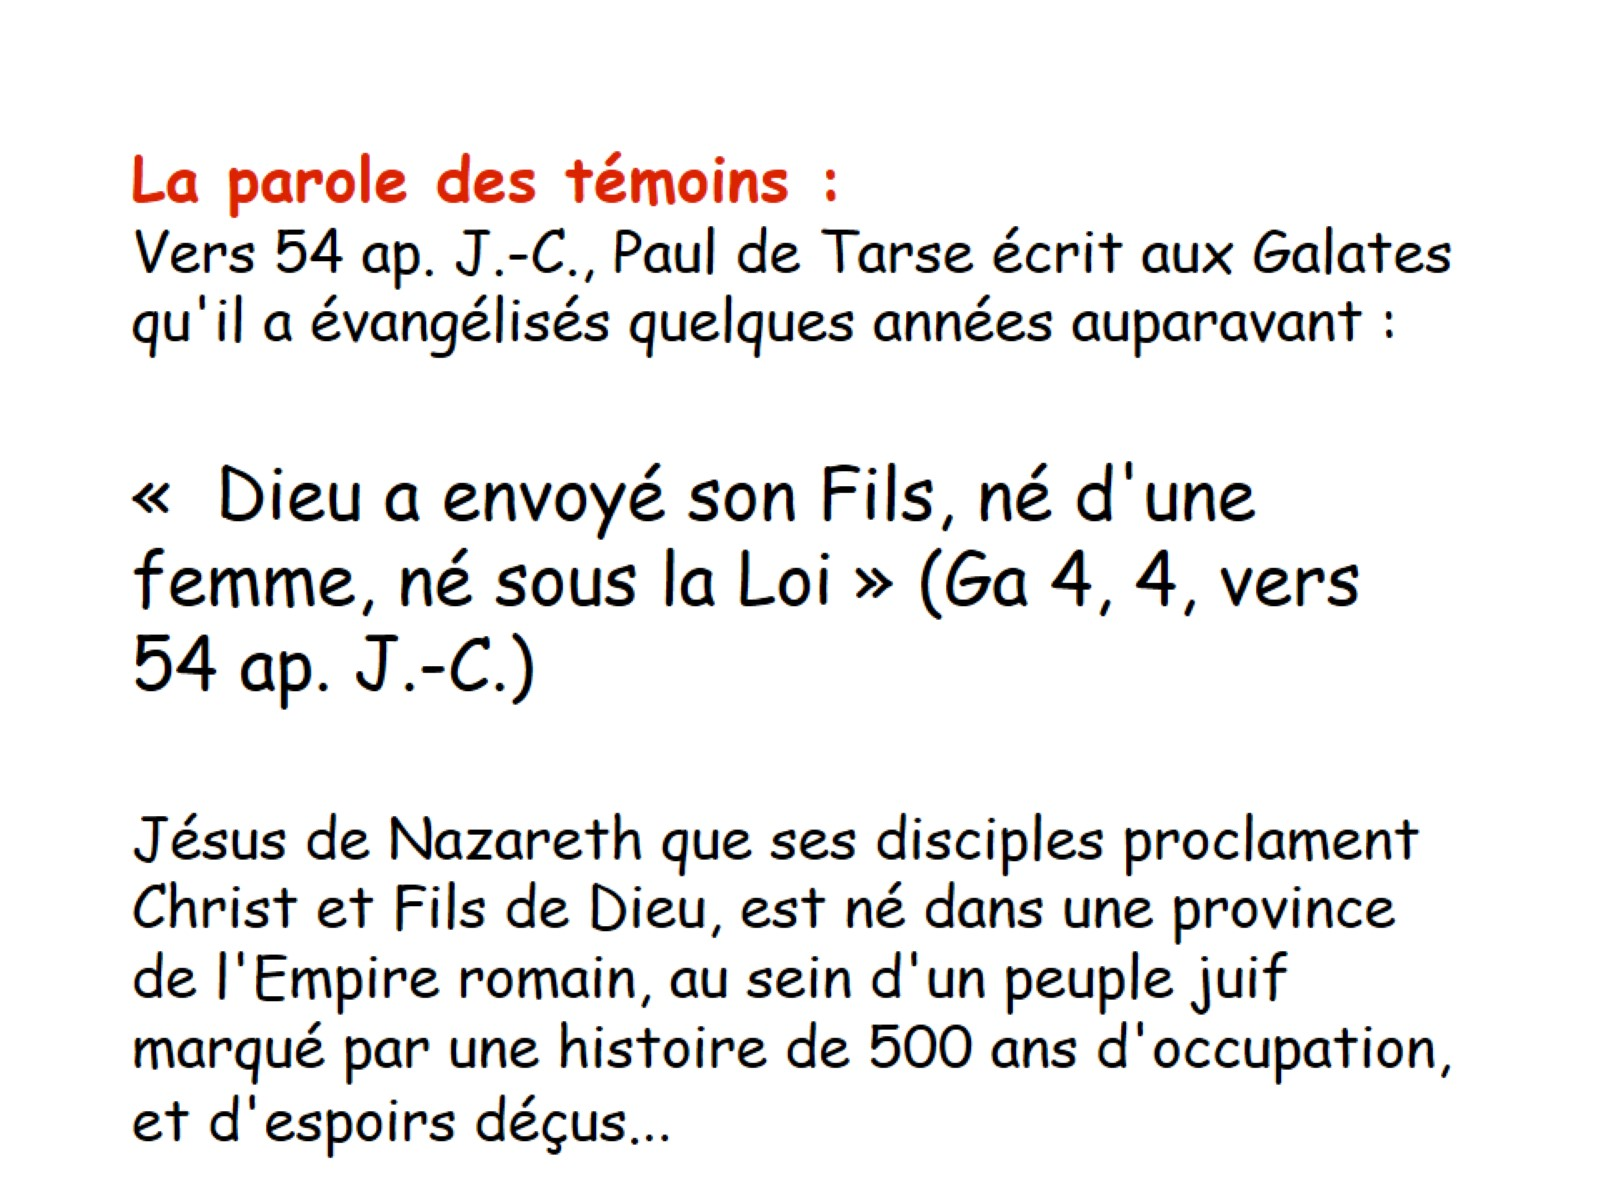 La parole des témoins :
Vers 54 ap. J.-C., Paul de Tarse écrit aux Galates
qu'il a évangélisés quelques années auparavant :
«  Dieu a envoyé son Fils, né d'une
femme, né sous la Loi » (Ga 4, 4, vers
54 ap. J.-C.)
Jésus de Nazareth que ses disciples proclament
Christ et Fils de Dieu, est né dans une province
de l'Empire romain, au sein d'un peuple juif
marqué par une histoire de 500 ans d'occupation,
et d'espoirs déçus...